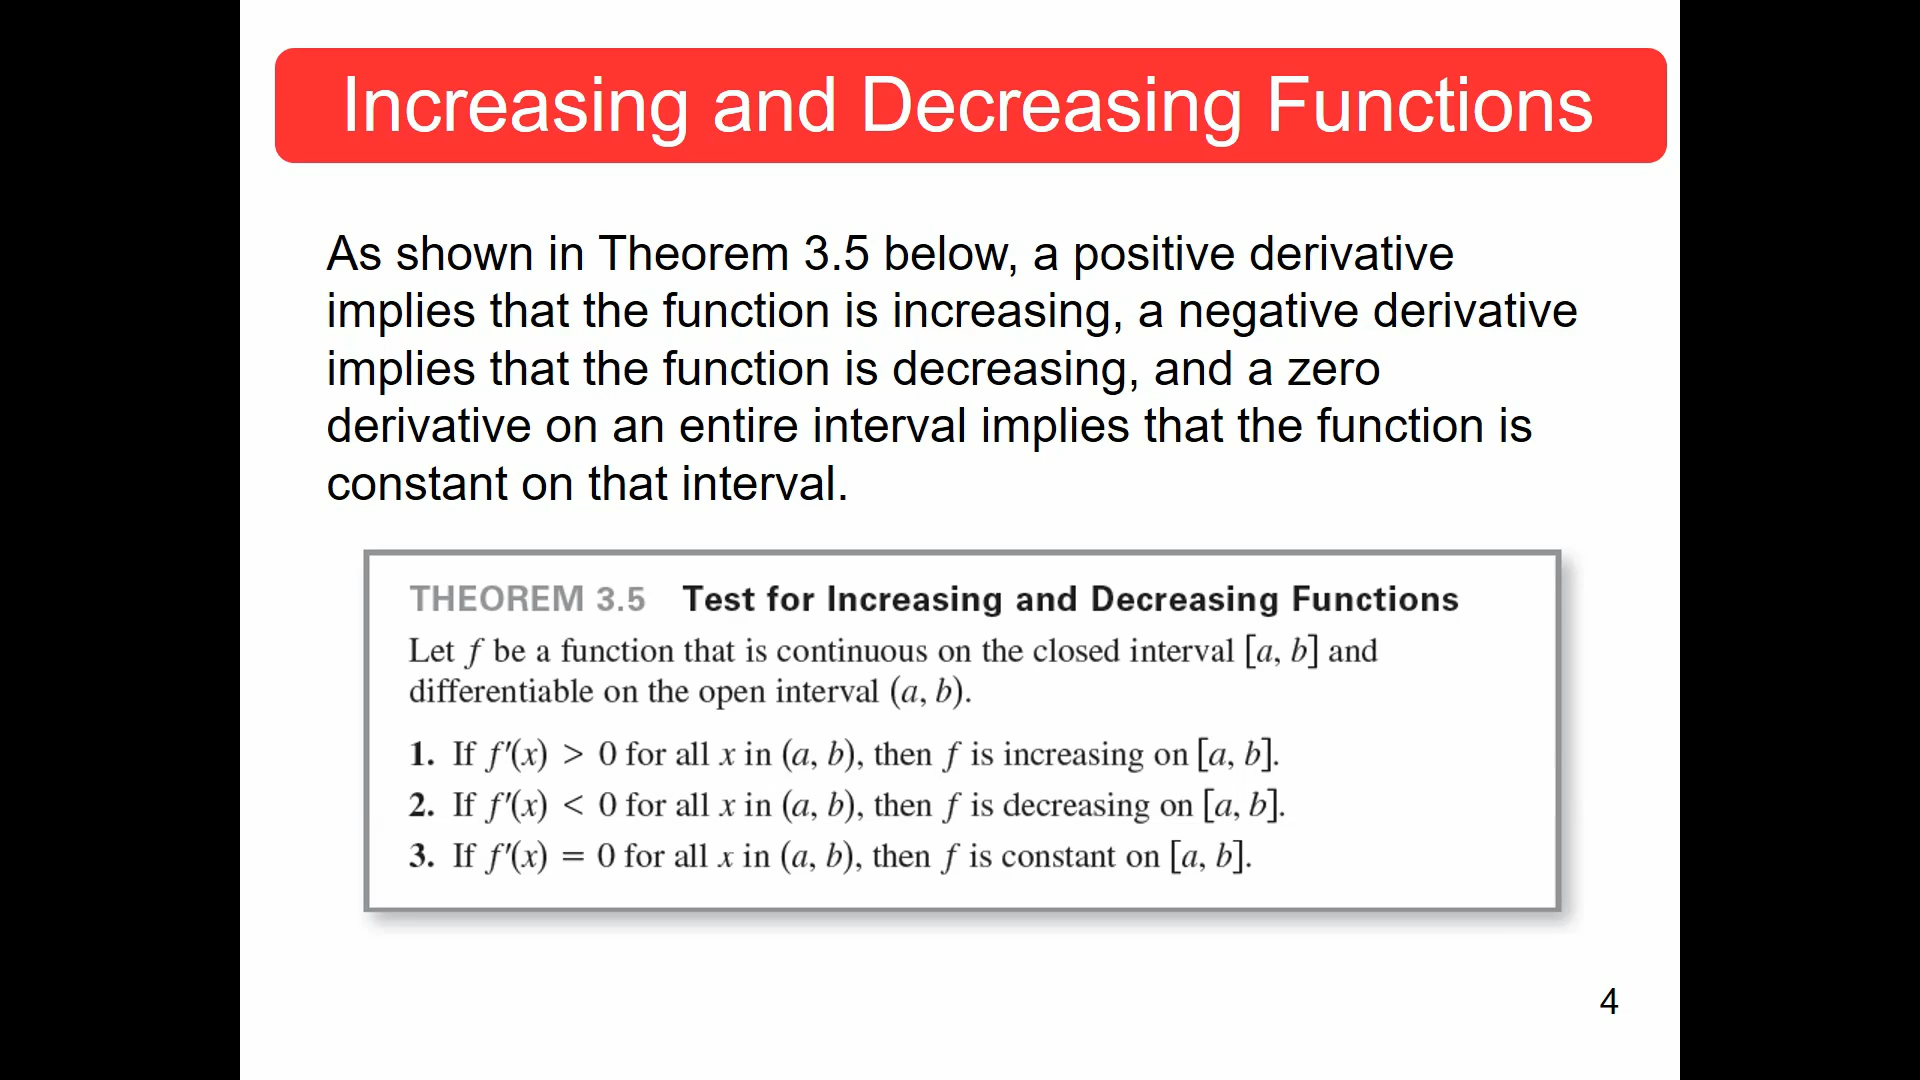 Increasing and Decreasing Functions
As shown in Theorem 3.5 below, a positive derivative
implies that the function is increasing, a negative derivative
implies that the function is decreasing, and a zero
derivative on an entire interval implies that the function is
constant on that interval.
THEOREM 3.5 Test for Increasing and Decreasing Functions
Let f be a function that is continuous on the closed interval [a, b] and
differentiable on the open interval (a, b).
1. If f′(x) > 0 for all x in (a, b), then f is increasing on [a, b].
2. If f′(x) < 0 for all x in (a, b), then f is decreasing on [a, b].
3. If f′(x) = 0 for all x in (a, b), then f is constant on [a, b].
4